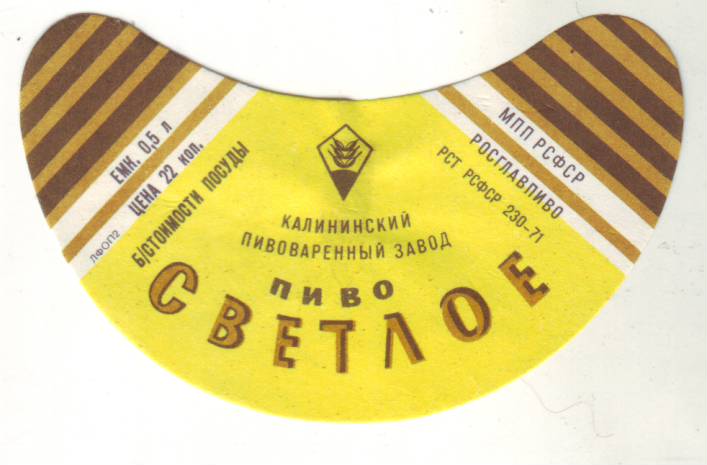 ЕМК. 0,5 л
ЦЕНА 22 коп.
Б/СТОИМОСТИ ПОСУДЫ
ЛФОП2
МПП РСФСР
РОСГЛАВПИВО
РСТ РСФСР 230-71
КАЛИНИНСКИЙ
ПИВОВАРЕННЫЙ ЗАВОД
ПИВО
СВЕТЛОЕ